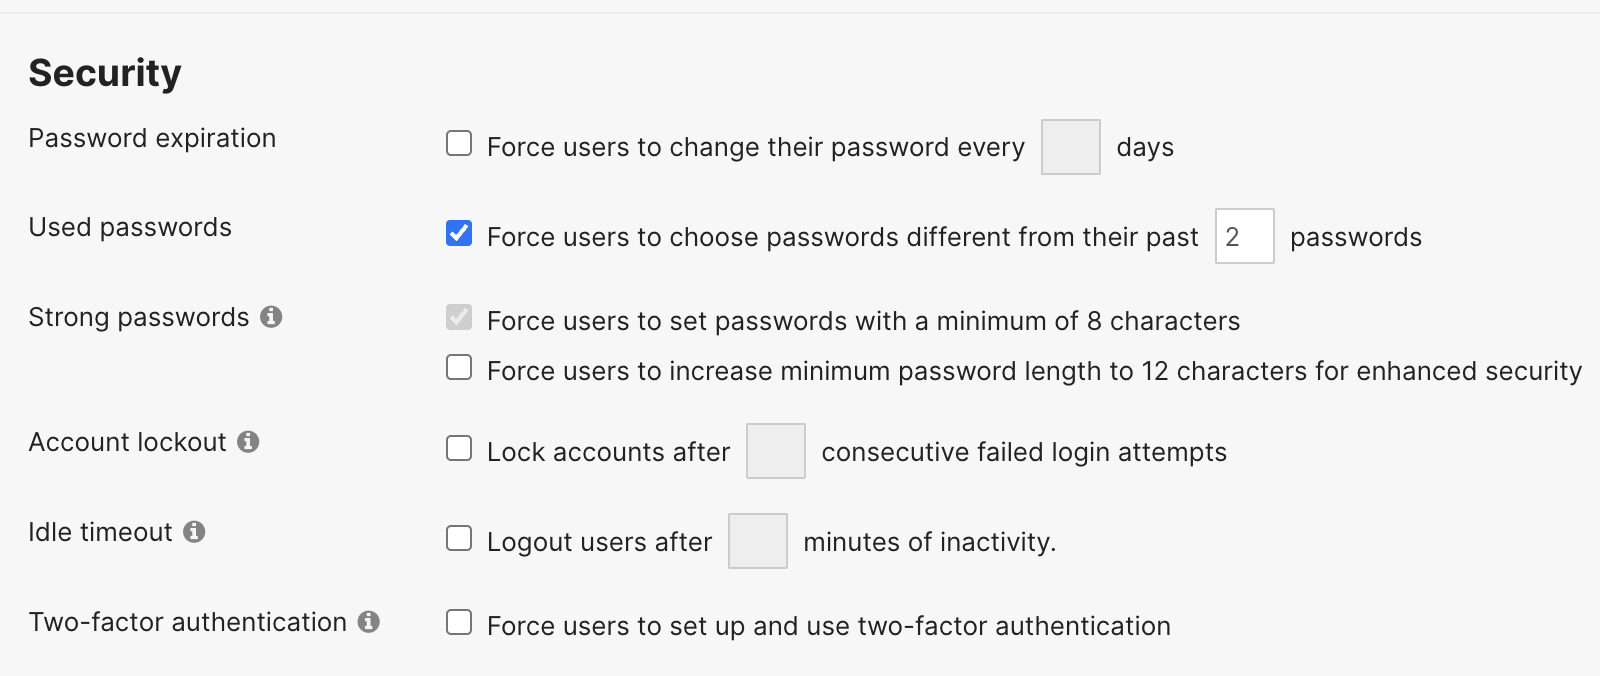 Security
Password expiration
Force users to change their password every days
Used passwords
Force users to choose passwords different from their past 2 passwords
Strong passwords
Force users to set passwords with a minimum of 8 characters
Force users to increase minimum password length to 12 characters for enhanced security
Account lockout
Lock accounts after consecutive failed login attempts
Idle timeout
Logout users after minutes of inactivity.
Two-factor authentication
Force users to set up and use two-factor authentication